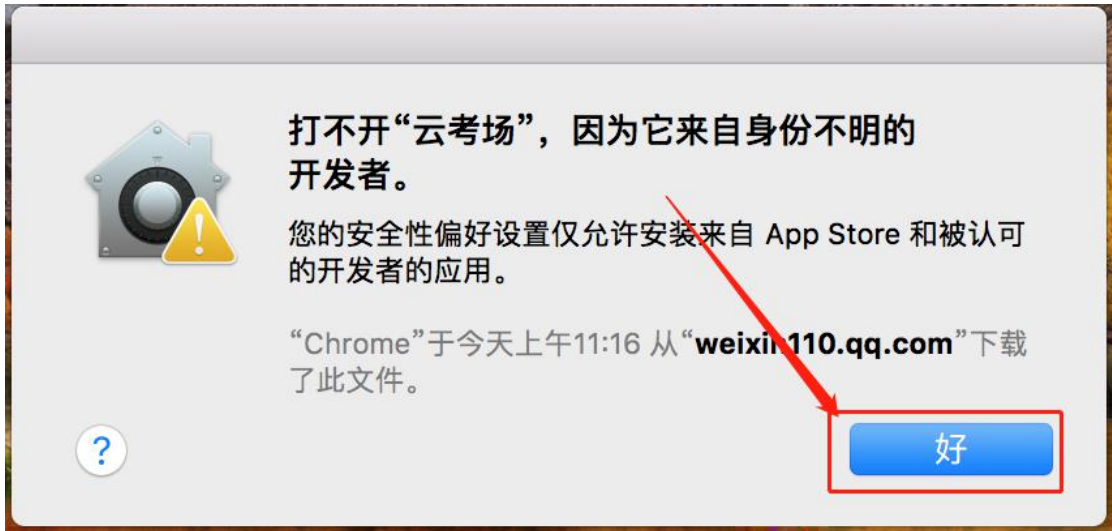 打不开“云考场”，因为它来自身份不明的
开发者。
您的安全性偏好设置仅允许安装来自 App Store 和被认可
的开发者的应用。
“Chrome”于今天上午11:16 从“weixin110.qq.com”下载
了此文件。
?
好